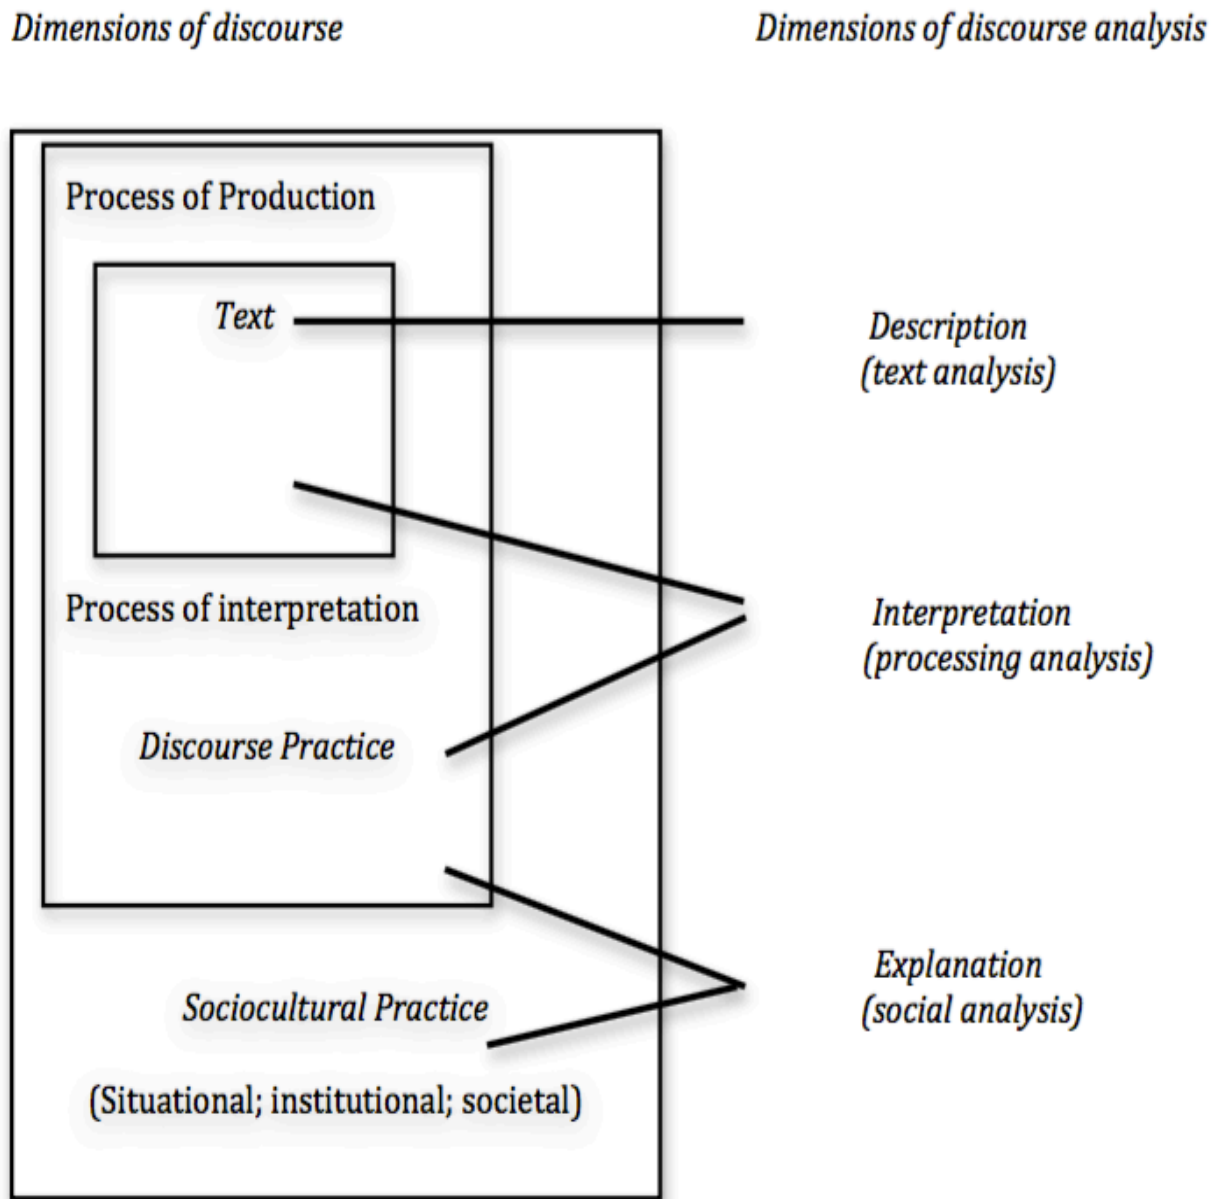 Dimensions of discourse
Dimensions of discourse analysis
Process of Production
Text
Description
(text analysis)
Process of interpretation
Interpretation
(processing analysis)
Discourse Practice
Explanation
(social analysis)
Sociocultural Practice
(Situational; institutional; societal)